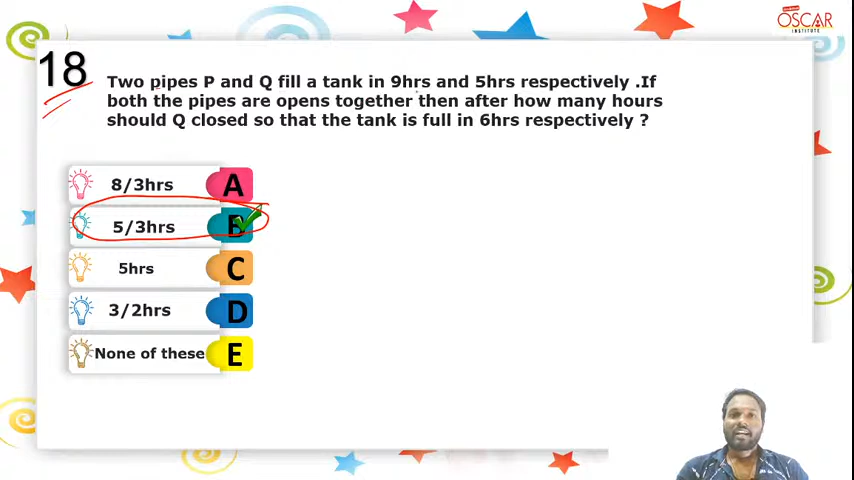 OSCAR
INSTITUTE
18
Two pipes P and Q fill a tank in 9hrs and 5hrs respectively .If
both the pipes are opens together then after how many hours
should Q closed so that the tank is full in 6hrs respectively ?
8/3hrs A
5/3hrs B
5hrs C
3/2hrs D
None of these E